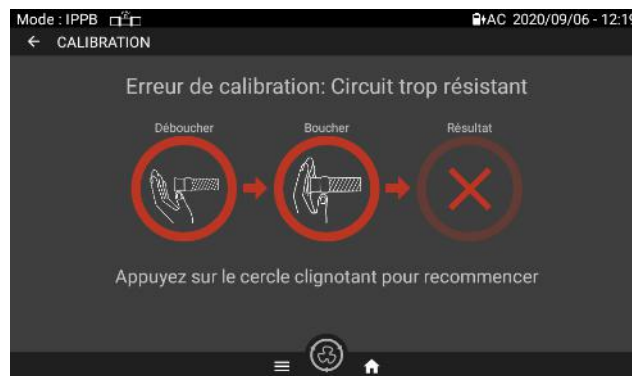 Mode : IPPB AC 2020/09/06 - 12:19
CALIBRATION
Erreur de calibration: Circuit trop résistant
Déboucher Boucher Résultat
Appuyez sur le cercle clignotant pour recommencer